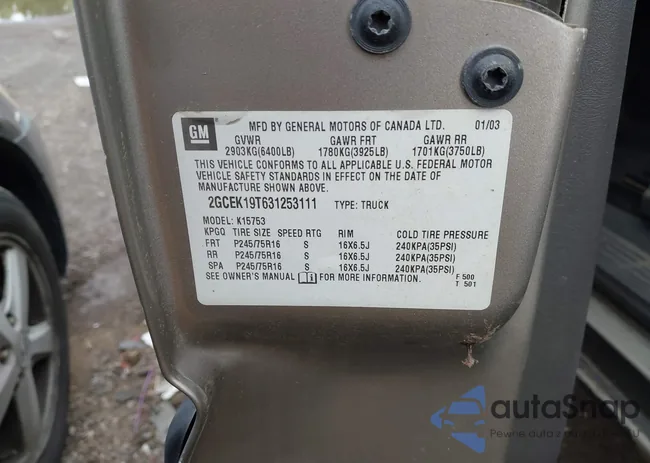 GM
MFD BY GENERAL MOTORS OF CANADA LTD. 01/03
GVWR GAWR FRT GAWR RR
2903KG(6400LB) 1780KG(3925LB) 1701KG(3750LB)
THIS VEHICLE CONFORMS TO ALL APPLICABLE U.S. FEDERAL MOTOR
VEHICLE SAFETY STANDARDS IN EFFECT ON THE DATE OF
MANUFACTURE SHOWN ABOVE.
2GCEK19T631253111 TYPE: TRUCK
MODEL: K15753
KPGO TIRE SIZE SPEED RTG RIM COLD TIRE PRESSURE
FRT P245/75R16 S 16X6.5J 240KPA(35PSI)
RR P245/75R16 S 16X6.5J 240KPA(35PSI)
SPA P245/75R16 S 16X6.5J 240KPA(35PSI)
SEE OWNER'S MANUAL FOR MORE INFORMATION. F 500
T 501
autaSnap
Pewne auta z najlepszych